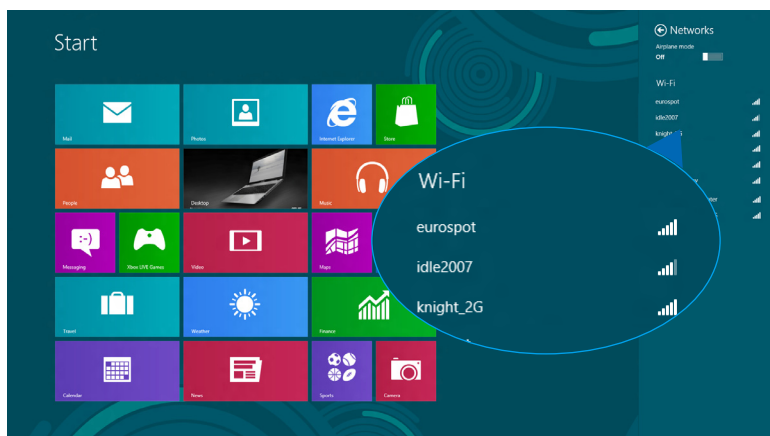 Start
Mail
Photos
Internet Explorer
Store
People
Desktop
Music
Messaging
Xbox LIVE Games
Video
Maps
Travel
Weather
Finance
Calendar
News
Sports
Camera
Networks
Airplane mode
Off
Wi-Fi
eurospot
idle2007
Wi-Fi
eurospot
idle2007
knight_2G